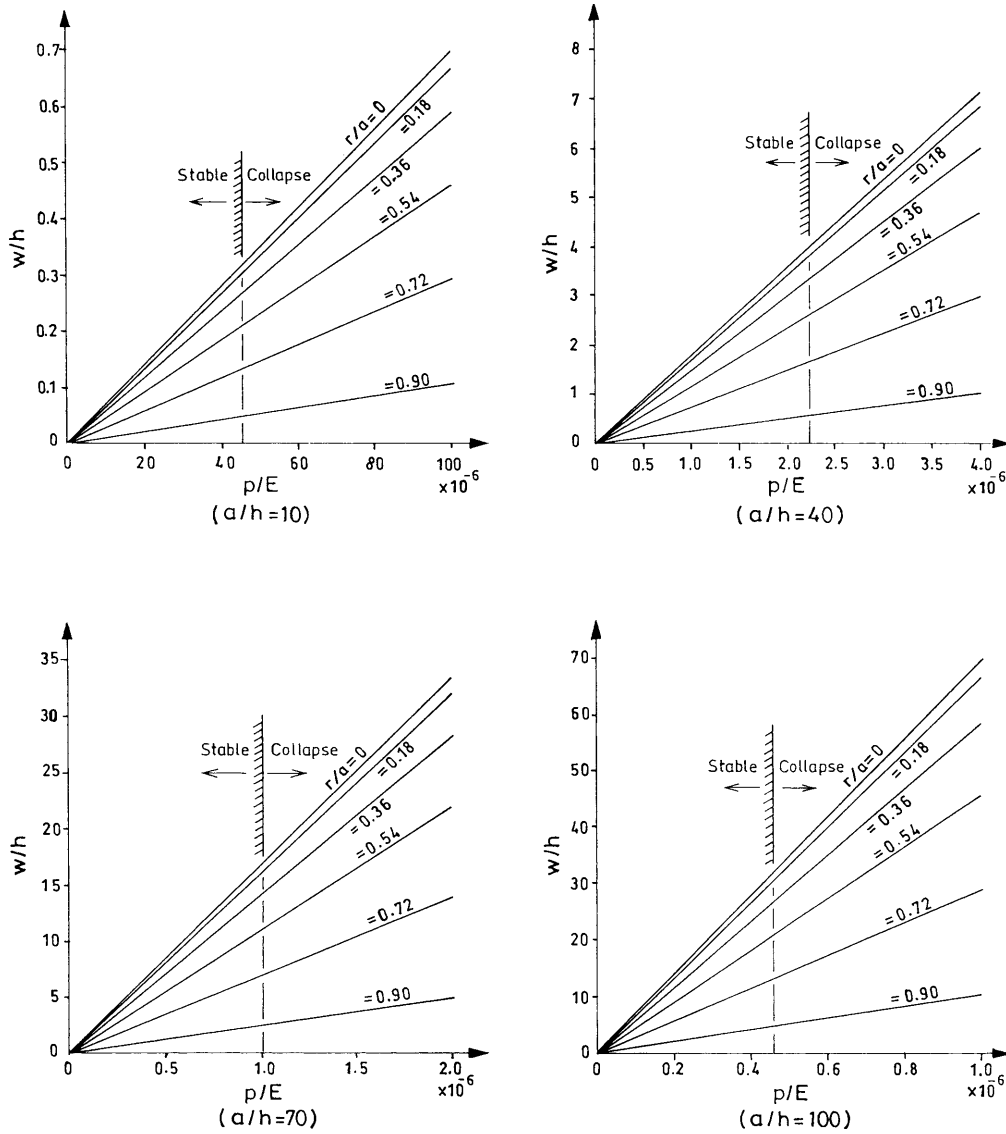 0.7
0.6
0.5
0.4
0.3
0.2
0.1
0
w/h
Stable Collapse
r/a=0
=0.18
=0.36
=0.54
=0.72
=0.90
0 20 40 60 80 100
×10⁻⁶
p/E
(a/h=10)
8
7
6
5
4
3
2
1
0
w/h
Stable Collapse
r/a=0
=0.18
=0.36
=0.54
=0.72
=0.90
0 0.5 1.0 1.5 2.0 2.5 3.0 3.5 4.0
×10⁻⁶
p/E
(a/h=40)
35
30
25
20
15
10
5
0
w/h
Stable Collapse
r/a=0
=0.18
=0.36
=0.54
=0.72
=0.90
0 0.5 1.0 1.5 2.0
×10⁻⁶
p/E
(a/h=70)
70
60
50
40
30
20
10
0
w/h
Stable Collapse
r/a=0
=0.18
=0.36
=0.54
=0.72
=0.90
0 0.2 0.4 0.6 0.8 1.0
×10⁻⁶
p/E
(a/h=100)